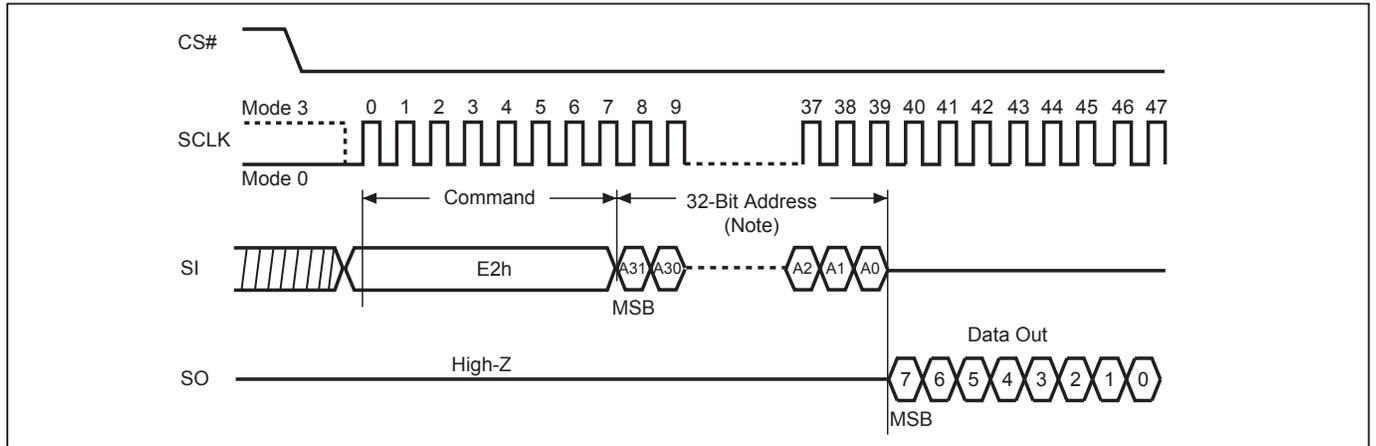 CS#
Mode 3
0 1 2 3 4 5 6 7 8 9 37 38 39 40 41 42 43 44 45 46 47
SCLK
Mode 0
Command
32-Bit Address
(Note)
SI
E2h
A31 A30 A2 A1 A0
MSB
Data Out
High-Z
SO
7 6 5 4 3 2 1 0
MSB